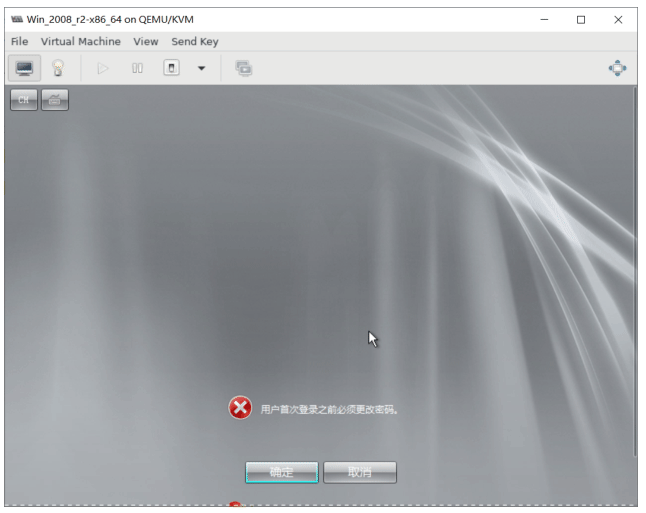 Win_2008_r2-x86_64 on QEMU/KVM
File Virtual Machine View Send Key
CH
用户首次登录之前必须更改密码。
确定 取消